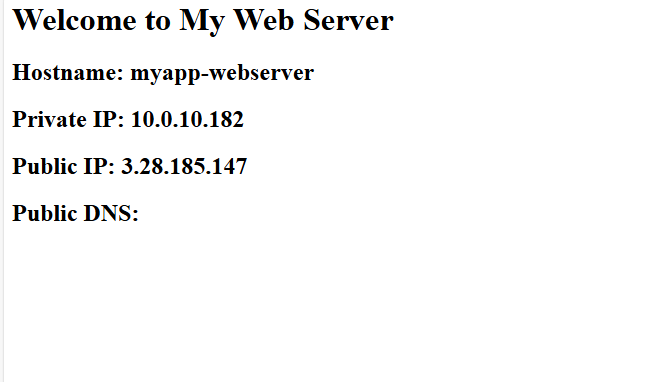 Welcome to My Web Server
Hostname: myapp-webserver
Private IP: 10.0.10.182
Public IP: 3.28.185.147
Public DNS: